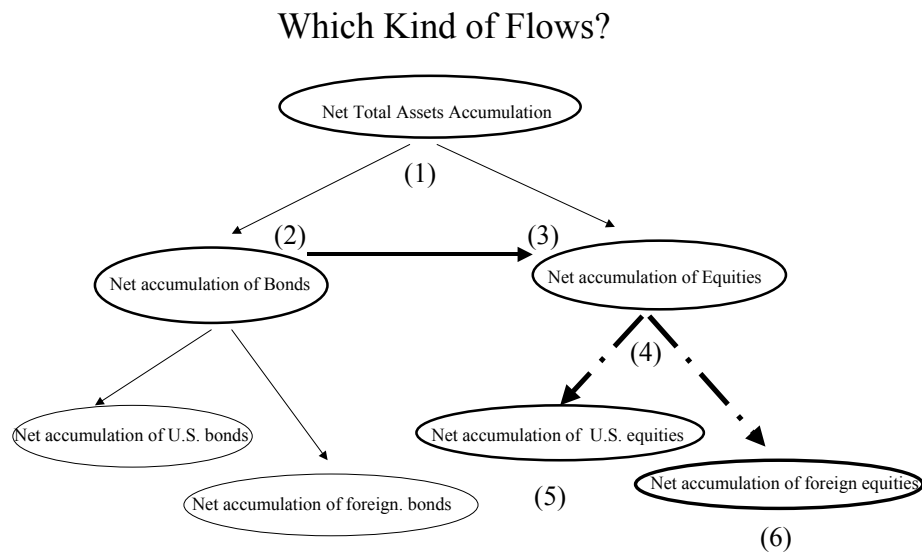 Which Kind of Flows?
Net Total Assets Accumulation
(1)
(2)
(3)
Net accumulation of Bonds
Net accumulation of Equities
(4)
Net accumulation of U.S. bonds
Net accumulation of U.S. equities
Net accumulation of foreign equities
Net accumulation of foreign. bonds
(5)
(6)